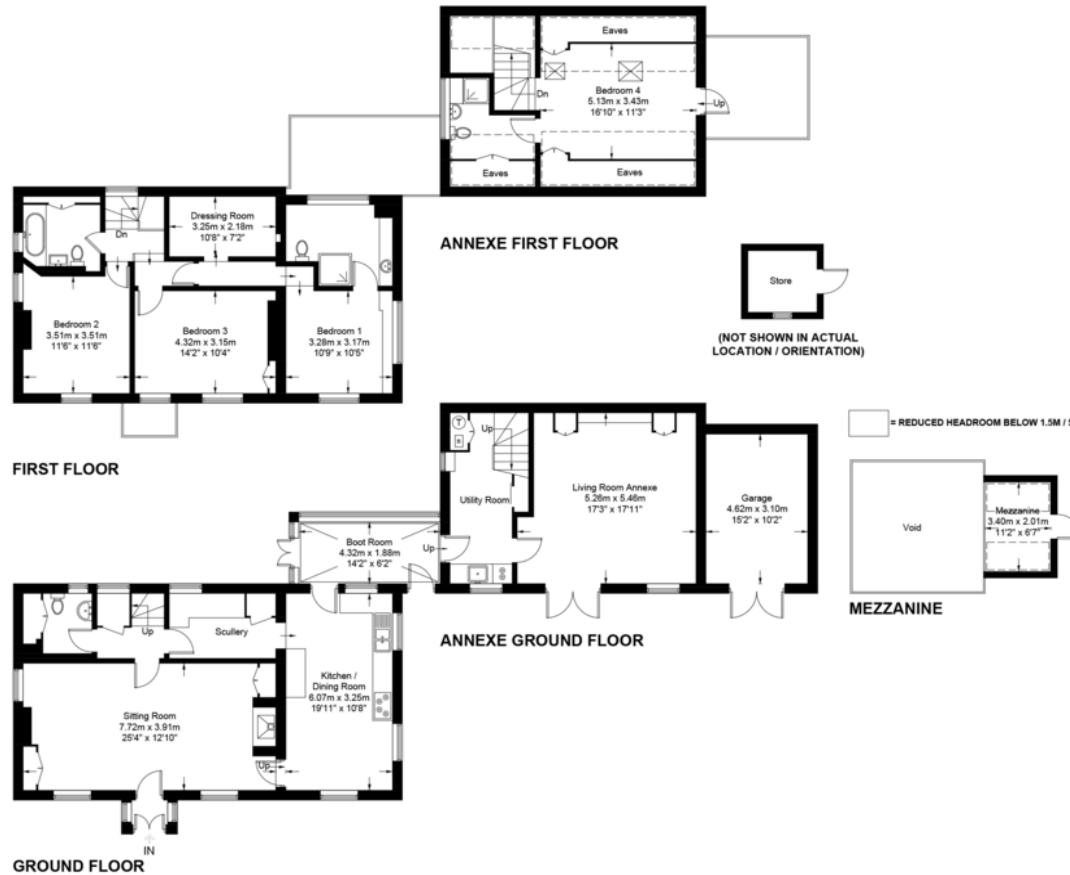 Eaves
Bedroom 4
5.13m x 3.43m
16'10" x 11'3"
Dn
Up
Eaves
Eaves
ANNEXE FIRST FLOOR
Dressing Room
3.25m x 2.18m
10'8" x 7'2"
Dn
Bedroom 2
3.51m x 3.51m
11'6" x 11'6"
Bedroom 3
4.32m x 3.15m
14'2" x 10'4"
Bedroom 1
3.28m x 3.17m
10'9" x 10'5"
FIRST FLOOR
Store
(NOT SHOWN IN ACTUAL
LOCATION / ORIENTATION)
= REDUCED HEADROOM BELOW 1.5M /
T
Up
Utility Room
Living Room Annexe
5.26m x 5.46m
17'3" x 17'11"
Garage
4.62m x 3.10m
15'2" x 10'2"
ANNEXE GROUND FLOOR
Void
Mezzanine
3.40m x 2.01m
11'2" x 6'7"
MEZZANINE
Boot Room
4.32m x 1.88m
14'2" x 6'2"
Up
Up
Scullery
Kitchen /
Dining Room
6.07m x 3.25m
19'11" x 10'8"
Sitting Room
7.72m x 3.91m
25'4" x 12'10"
Up
IN
GROUND FLOOR